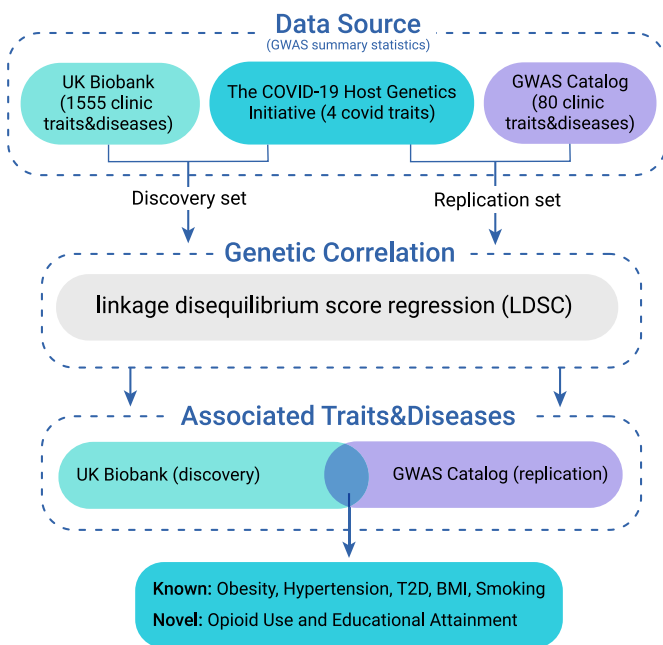 Data Source
(GWAS summary statistics)
UK Biobank
(1555 clinic
traits&diseases)
The COVID-19 Host Genetics
Initiative (4 covid traits)
GWAS Catalog
(80 clinic
traits&diseases)
Discovery set
Replication set
Genetic Correlation
linkage disequilibrium score regression (LDSC)
Associated Traits&Diseases
UK Biobank (discovery)
GWAS Catalog (replication)
Known: Obesity, Hypertension, T2D, BMI, Smoking
Novel: Opioid Use and Educational Attainment